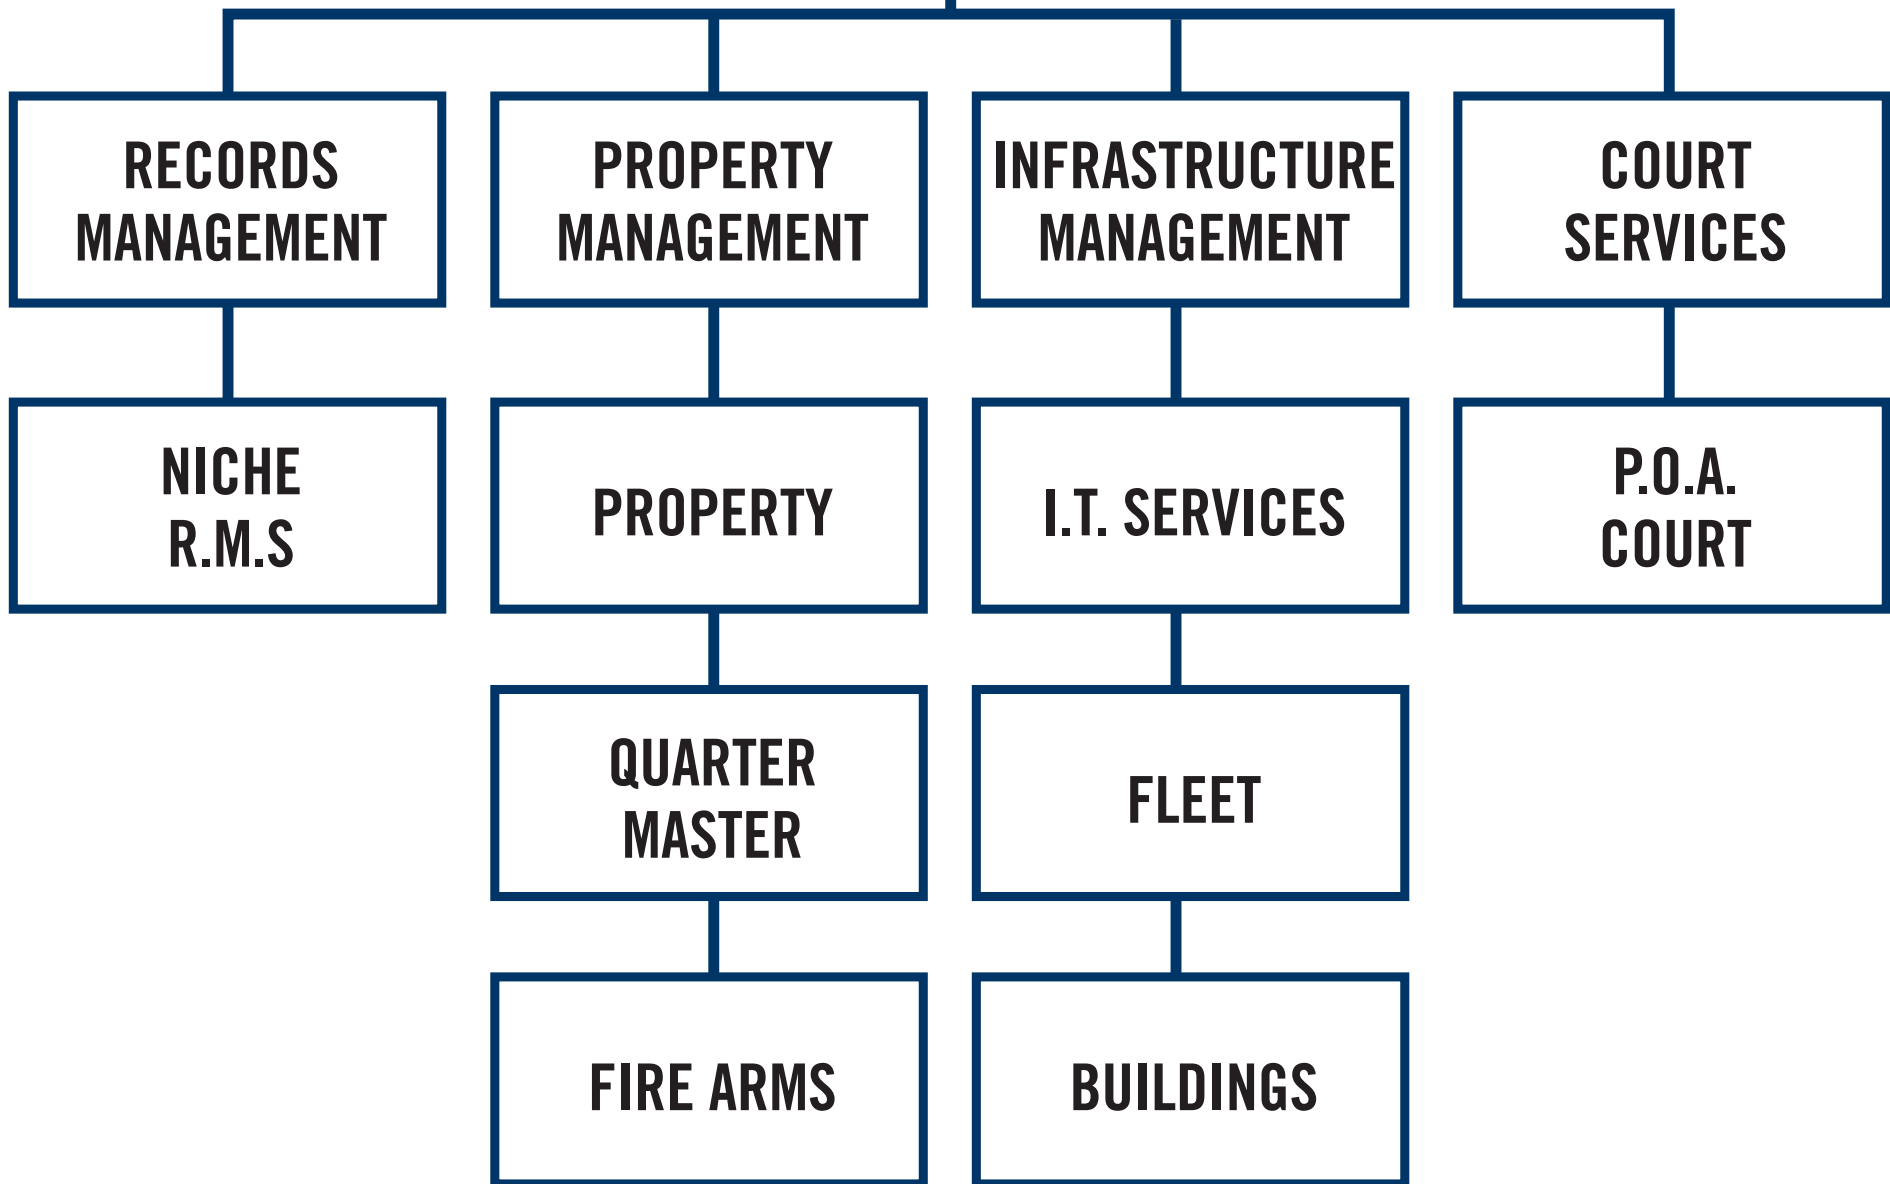 RECORDS
MANAGEMENT
PROPERTY
MANAGEMENT
INFRASTRUCTURE
MANAGEMENT
COURT
SERVICES
NICHE
R.M.S
PROPERTY
I.T. SERVICES
P.O.A.
COURT
QUARTER
MASTER
FLEET
FIRE ARMS
BUILDINGS